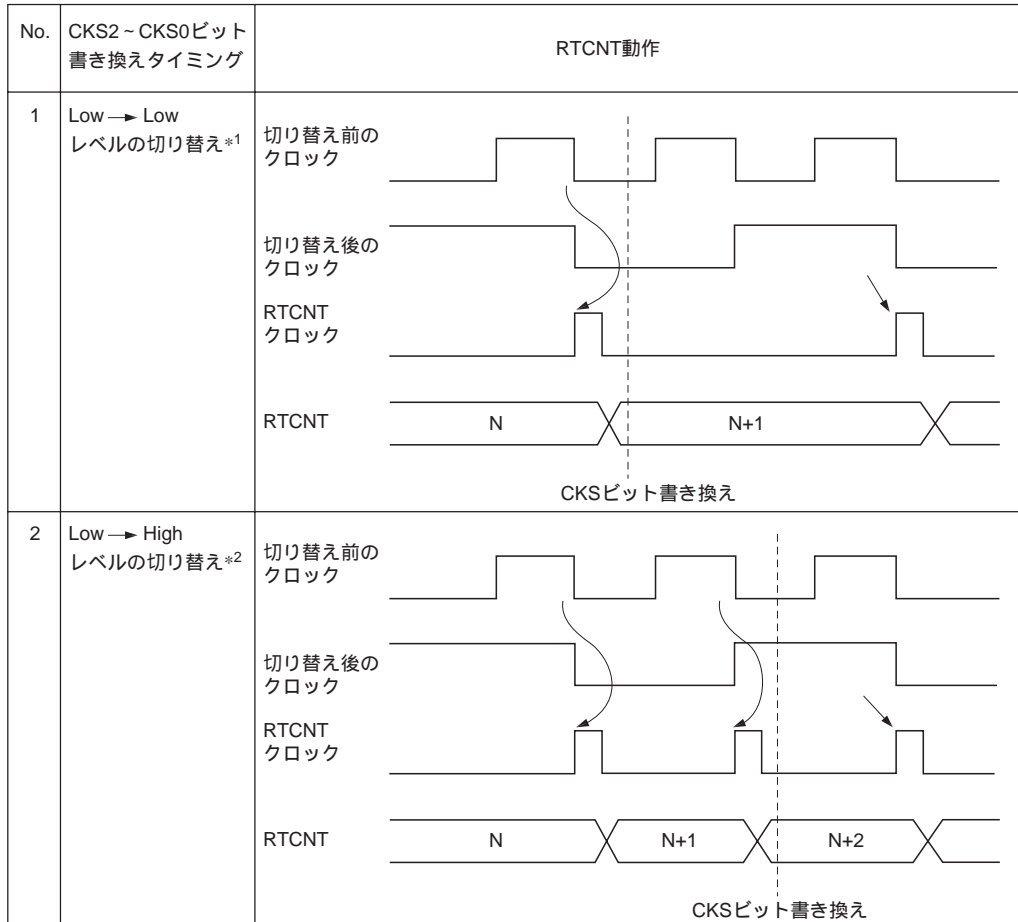 No.
CKS2～CKS0ビット
書き換えタイミング
RTCNT動作
1
Low → Low
レベルの切り替え*1
切り替え前の
クロック
切り替え後の
クロック
RTCNT
クロック
RTCNT
N
N+1
CKSビット書き換え
2
Low → High
レベルの切り替え*2
切り替え前の
クロック
切り替え後の
クロック
RTCNT
クロック
RTCNT
N
N+1
N+2
CKSビット書き換え